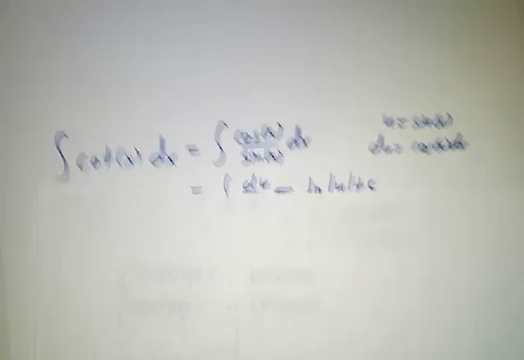 ∫ cot(x) dx = ∫ cos(x)/sin(x) dx u = sin(x)
du = cos(x)dx
= ∫ du = ln|u|+c